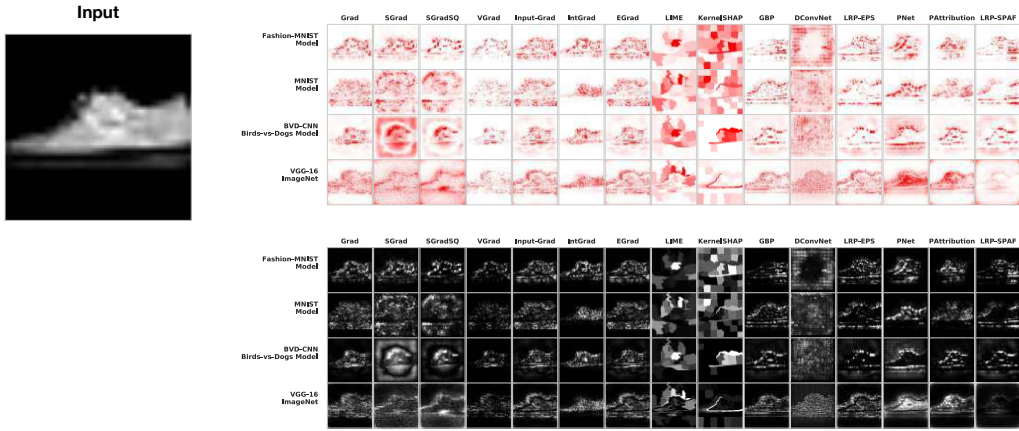 Input
Grad SGrad SGradSQ VGrad Input-Grad IntGrad EGrad LIME KernelSHAP GBP DConvNet LRP-EPS PNet PAttribution LRP-SPAF
Fashion-MNIST
Model
MNIST
Model
BVD-CNN
Birds-vs-Dogs Model
VGG-16
ImageNet
Grad SGrad SGradSQ VGrad Input-Grad IntGrad EGrad LIME KernelSHAP GBP DConvNet LRP-EPS PNet PAttribution LRP-SPAF
Fashion-MNIST
Model
MNIST
Model
BVD-CNN
Birds-vs-Dogs Model
VGG-16
ImageNet